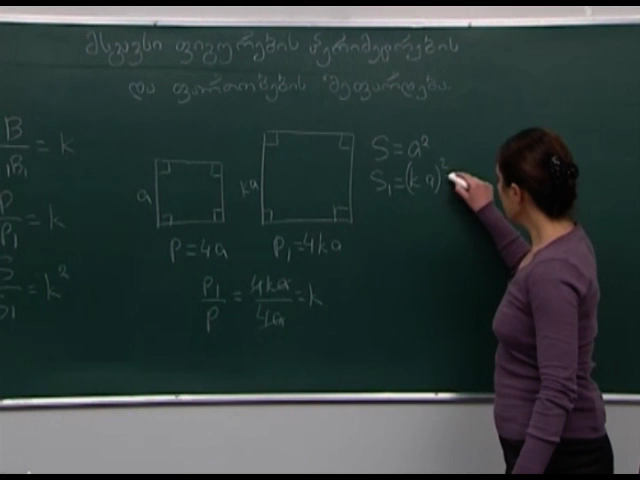 მსგავსი ფიგურების პერიმეტრების
და ფართობების შეფარდება.
B/₁B₁ = k
P/P₁ = k
S/S₁ = k²
a
ka
P = 4a
P₁ = 4ka
P₁/P = 4ka/4a = k
S = a²
S₁ = (k a)²